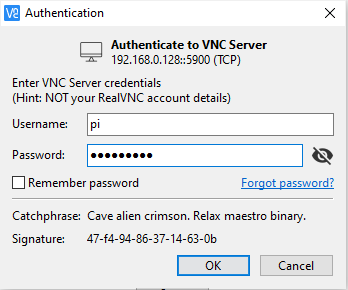 Authentication
Authenticate to VNC Server
192.168.0.128::5900 (TCP)
Enter VNC Server credentials
(Hint: NOT your RealVNC account details)
Username: pi
Password: •••••••••
Remember password Forgot password?
Catchphrase: Cave alien crimson. Relax maestro binary.
Signature: 47-f4-94-86-37-14-63-0b
OK Cancel